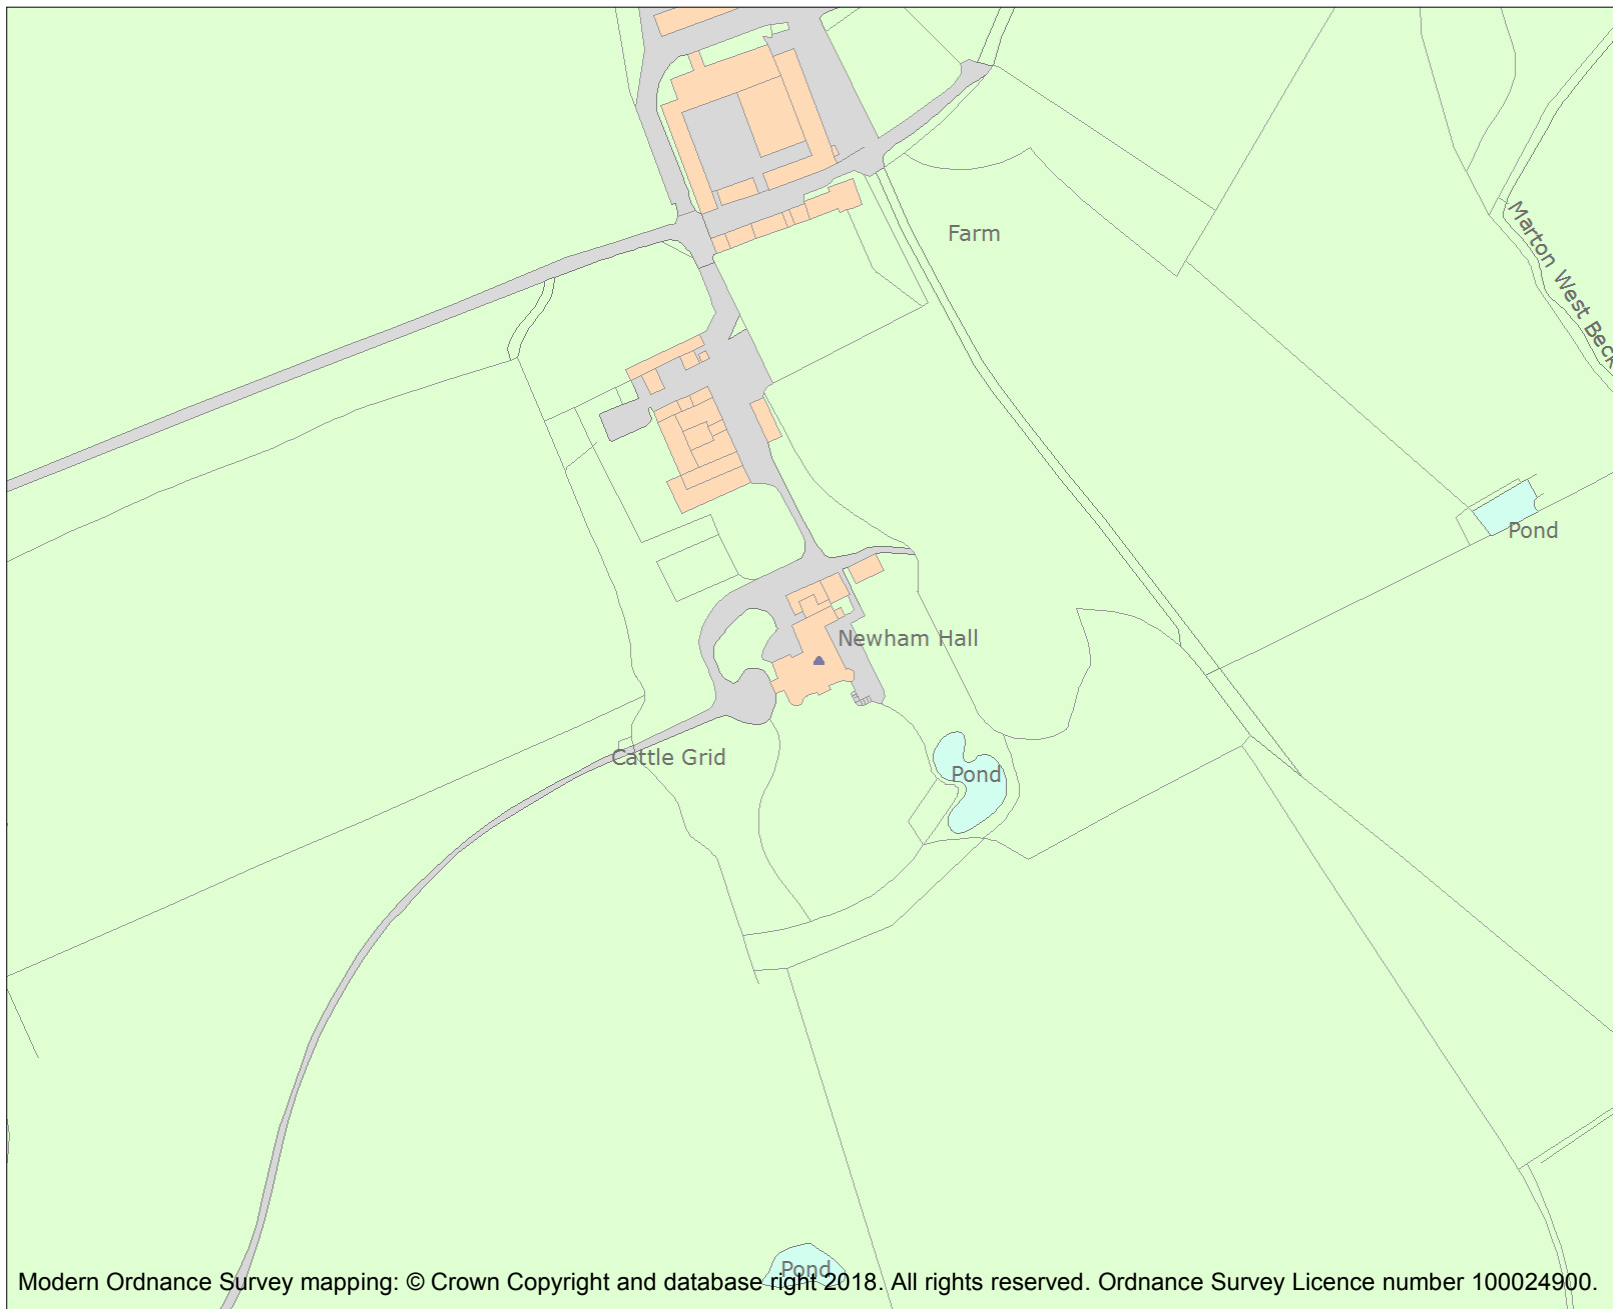 Farm
Marton West Beck
Pond
Newham Hall
Cattle Grid
Pond
Pond
Modern Ordnance Survey mapping: © Crown Copyright and database right 2018. All rights reserved. Ordnance Survey Licence number 100024900.